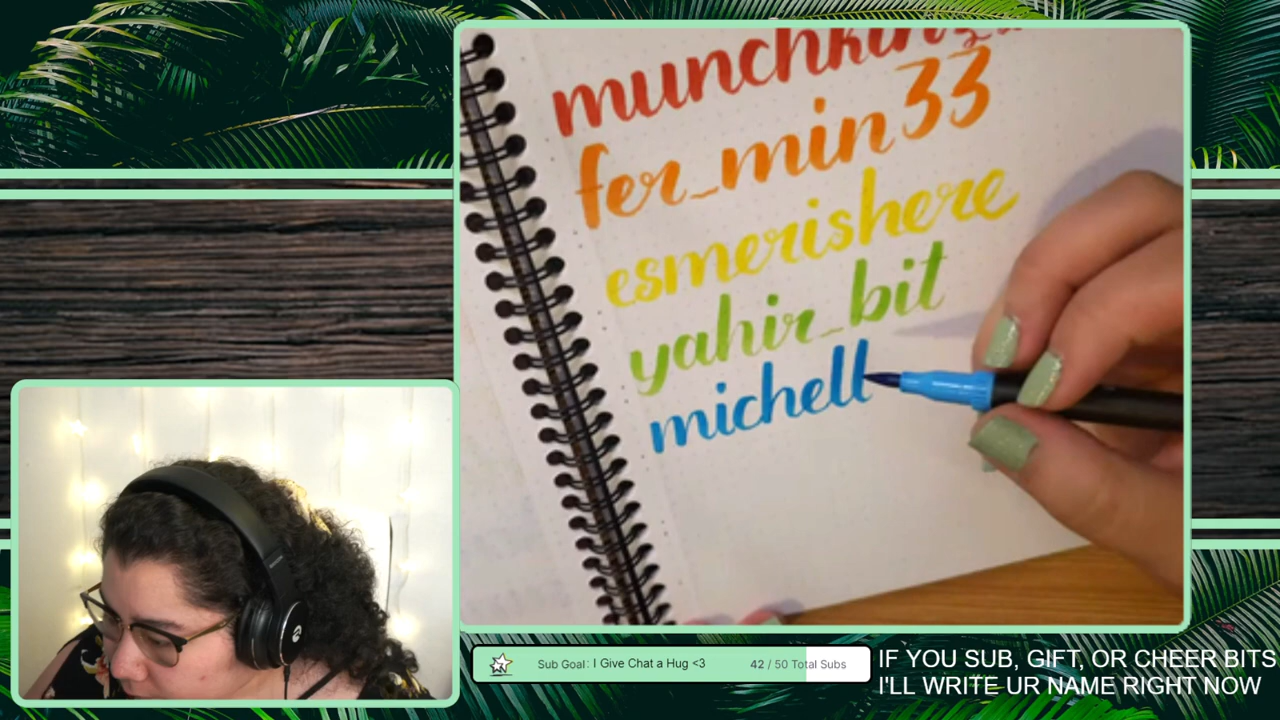 fer_min33
esmerishere
yahir_bit
michell
Sub Goal: I Give Chat a Hug <3
42 / 50 Total Subs
IF YOU SUB, GIFT, OR CHEER BITS
I'LL WRITE UR NAME RIGHT NOW